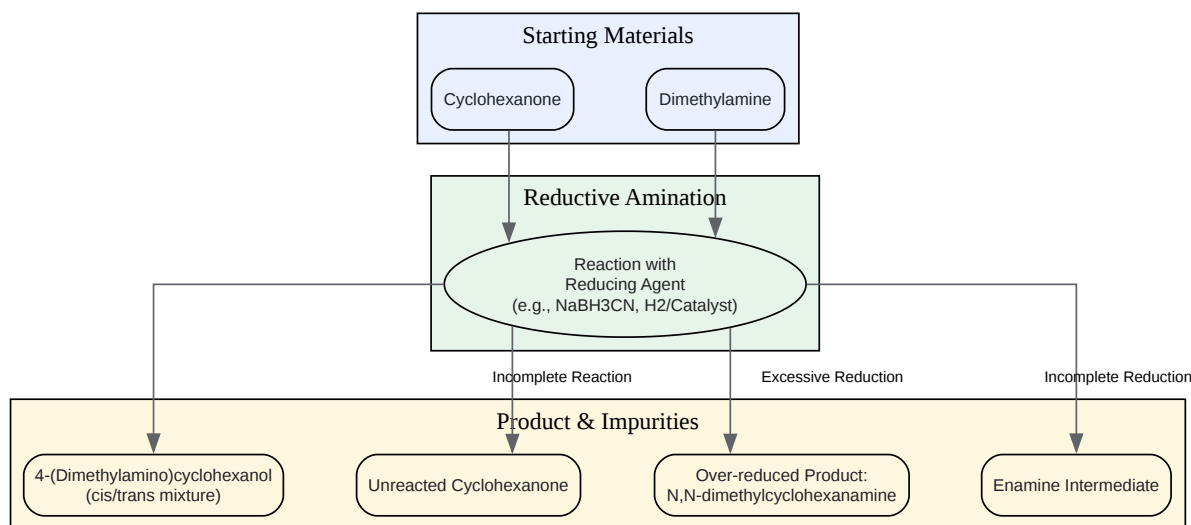 Starting Materials
Cyclohexanone
Dimethylamine
Reductive Amination
Reaction with
Reducing Agent
(e.g., NaBH3CN, H2/Catalyst)
Incomplete Reaction
Excessive Reduction
Incomplete Reduction
Product & Impurities
4-(Dimethylamino)cyclohexanol
(cis/trans mixture)
Unreacted Cyclohexanone
Over-reduced Product:
N,N-dimethylcyclohexanamine
Enamine Intermediate